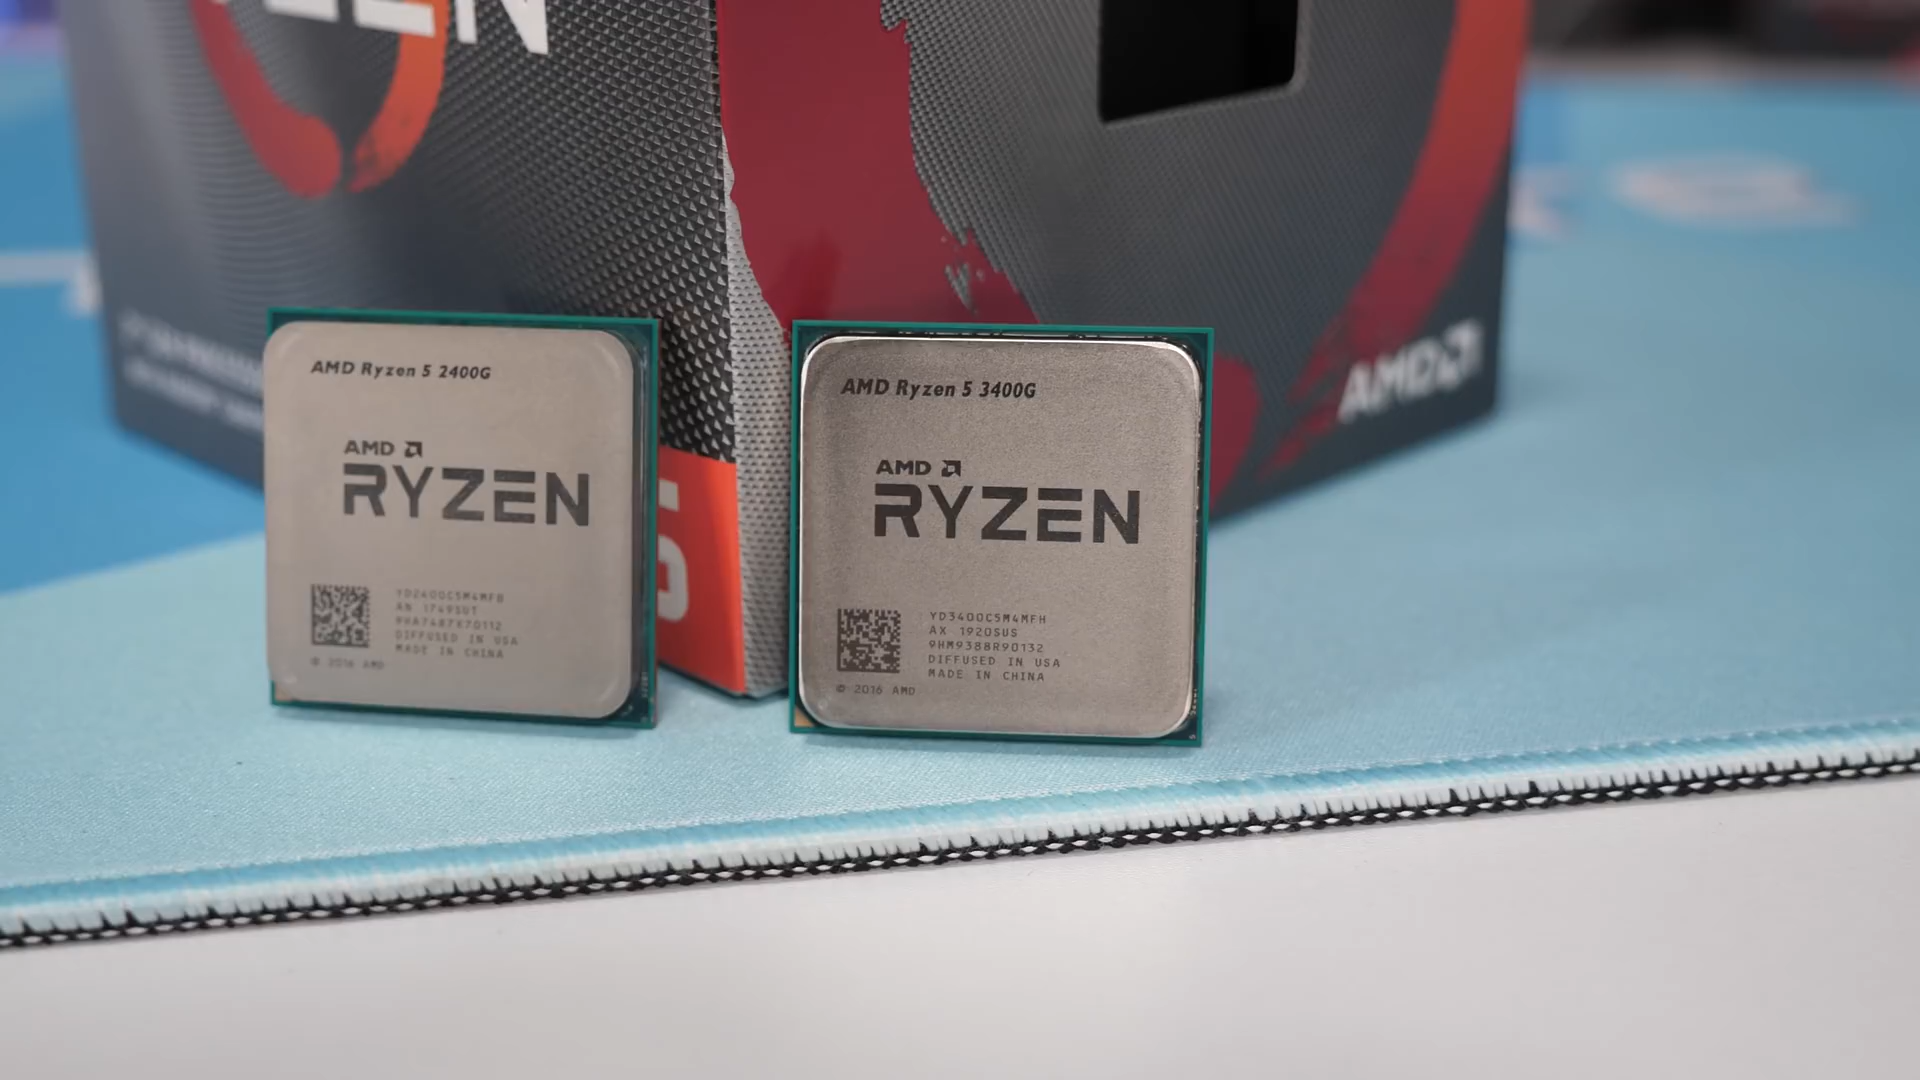 AMD Ryzen 5 2400G
AMD
RYZEN
YD2400C5M4MFB
AN 1749SUT
9HA7487X70112
DIFFUSED IN USA
MADE IN CHINA
© 2016 AMD
5
AMD Ryzen 5 3400G
AMD
RYZEN
YD3400C5M4MFH
AX 1920SUS
9HM9388R90132
DIFFUSED IN USA
MADE IN CHINA
© 2016 AMD
AMD